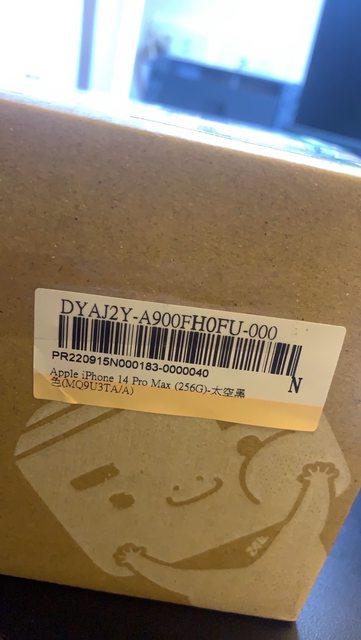 DYAJ2Y-A900FH0FU-000
PR220915N000183-0000040
N
Apple iPhone 14 Pro Max (256G)-太空黑
色(MQ9U3TA/A)